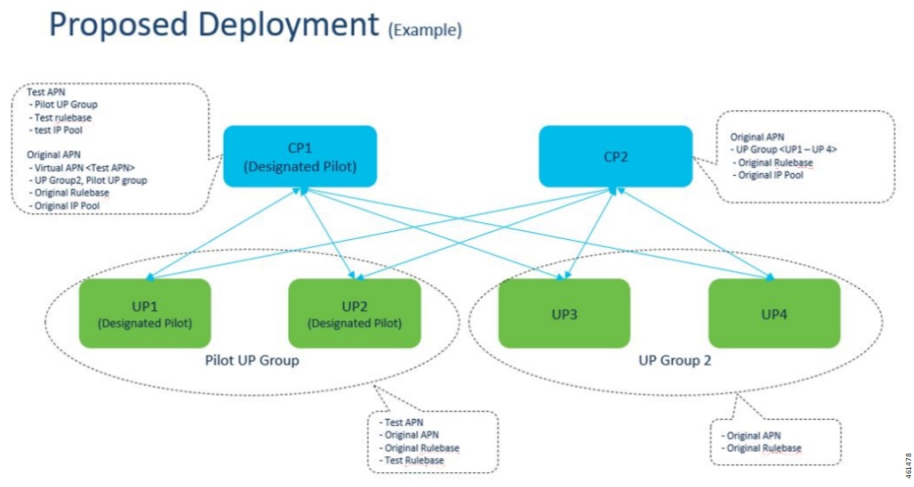 Proposed Deployment (Example)
Test APN
- Pilot UP Group
- Test rulebase
- test IP Pool
Original APN
- Virtual APN <Test APN>
- UP Group2, Pilot UP group
- Original Rulebase
- Original IP Pool
CP1
(Designated Pilot)
CP2
Original APN
- UP Group <UP1 – UP 4>
- Original Rulebase
- Original IP Pool
UP1
(Designated Pilot)
UP2
(Designated Pilot)
UP3
UP4
Pilot UP Group
UP Group 2
- Test APN
- Original APN
- Original Rulebase
- Test Rulebase
- Original APN
- Original Rulebase
461478